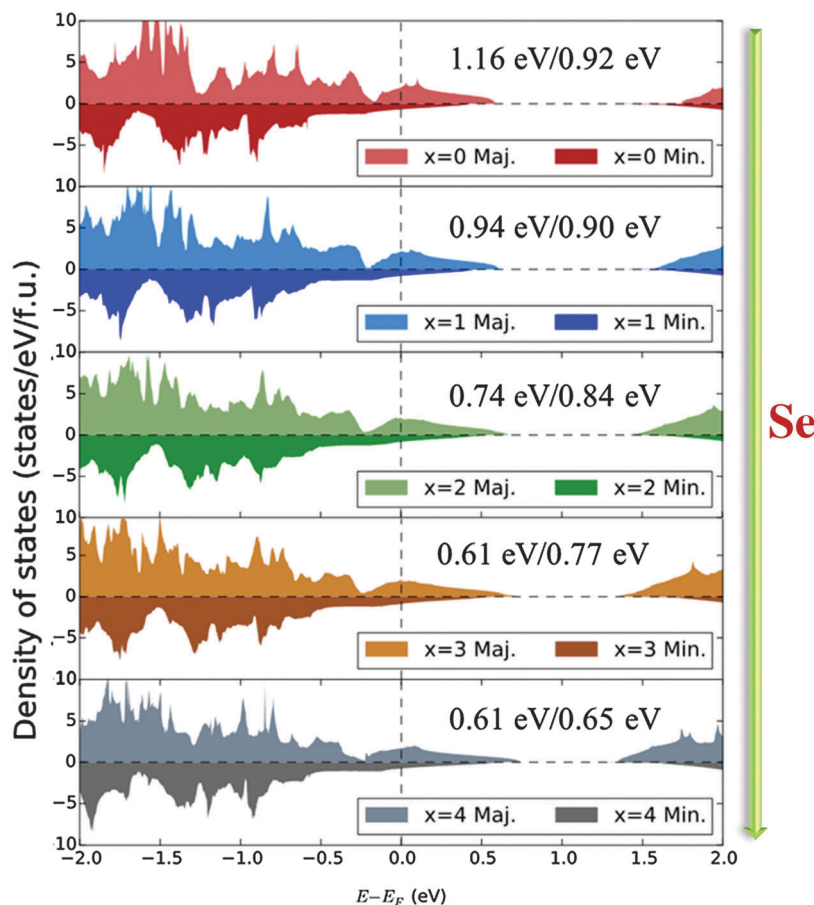 10
5
0
−5
1.16 eV/0.92 eV
x=0 Maj. x=0 Min.
10
5
0
−5
0.94 eV/0.90 eV
x=1 Maj. x=1 Min.
10
5
0
−5
0.74 eV/0.84 eV
x=2 Maj. x=2 Min.
10
5
0
−5
0.61 eV/0.77 eV
x=3 Maj. x=3 Min.
10
5
0
−5
10
0.61 eV/0.65 eV
x=4 Maj. x=4 Min.
−2.0 −1.5 −1.0 −0.5 0.0 0.5 1.0 1.5 2.0
E−E_F (eV)
Density of states (states/eV/f.u.)
Se